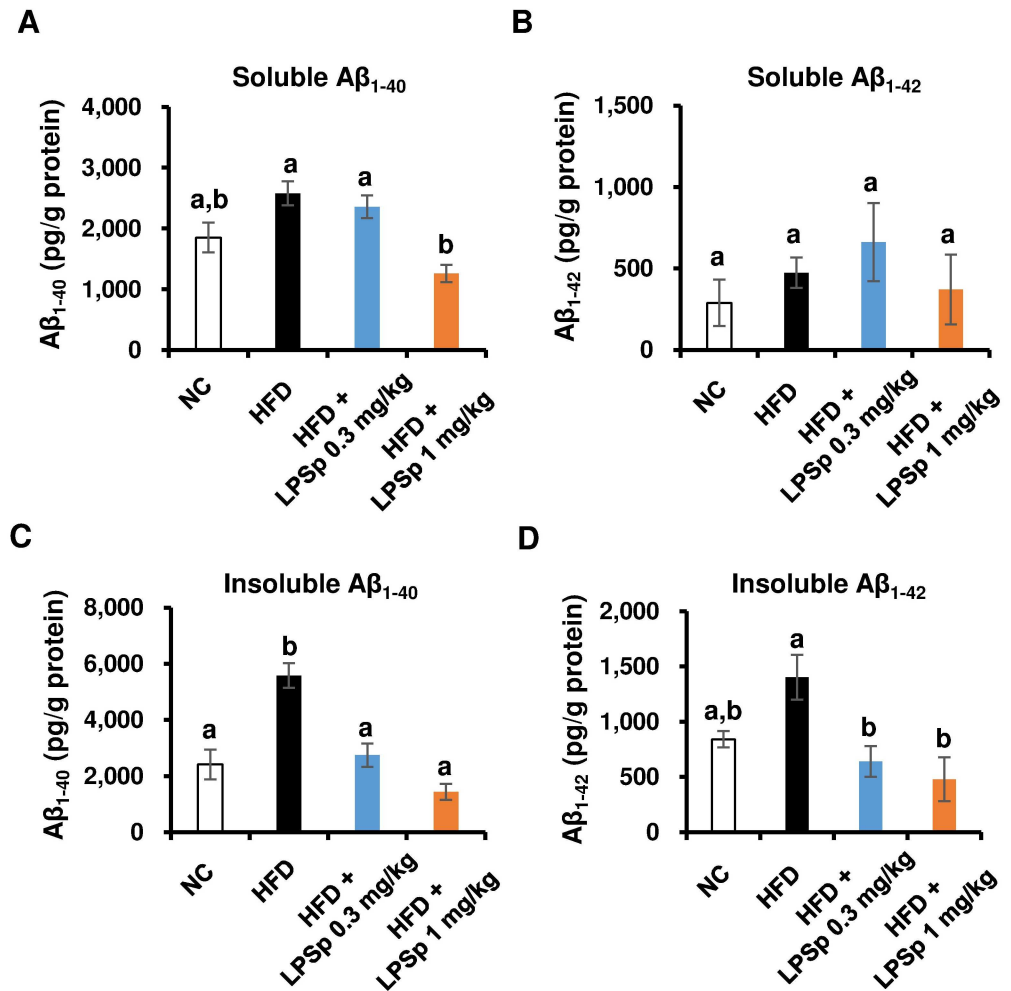 A
Soluble Aβ1-40
Aβ1-40 (pg/g protein)
4,000
3,000
2,000
1,000
0
a,b
a
a
b
NC
HFD
HFD +
LPSp 0.3 mg/kg
HFD +
LPSp 1 mg/kg
B
Soluble Aβ1-42
Aβ1-42 (pg/g protein)
1,500
1,000
500
0
a
a
a
a
NC
HFD
HFD +
LPSp 0.3 mg/kg
HFD +
LPSp 1 mg/kg
C
Insoluble Aβ1-40
Aβ1-40 (pg/g protein)
8,000
6,000
4,000
2,000
0
a
b
a
a
NC
HFD
HFD +
LPSp 0.3 mg/kg
HFD +
LPSp 1 mg/kg
D
Insoluble Aβ1-42
Aβ1-42 (pg/g protein)
2,000
1,500
1,000
500
0
a,b
a
b
b
NC
HFD
HFD +
LPSp 0.3 mg/kg
HFD +
LPSp 1 mg/kg